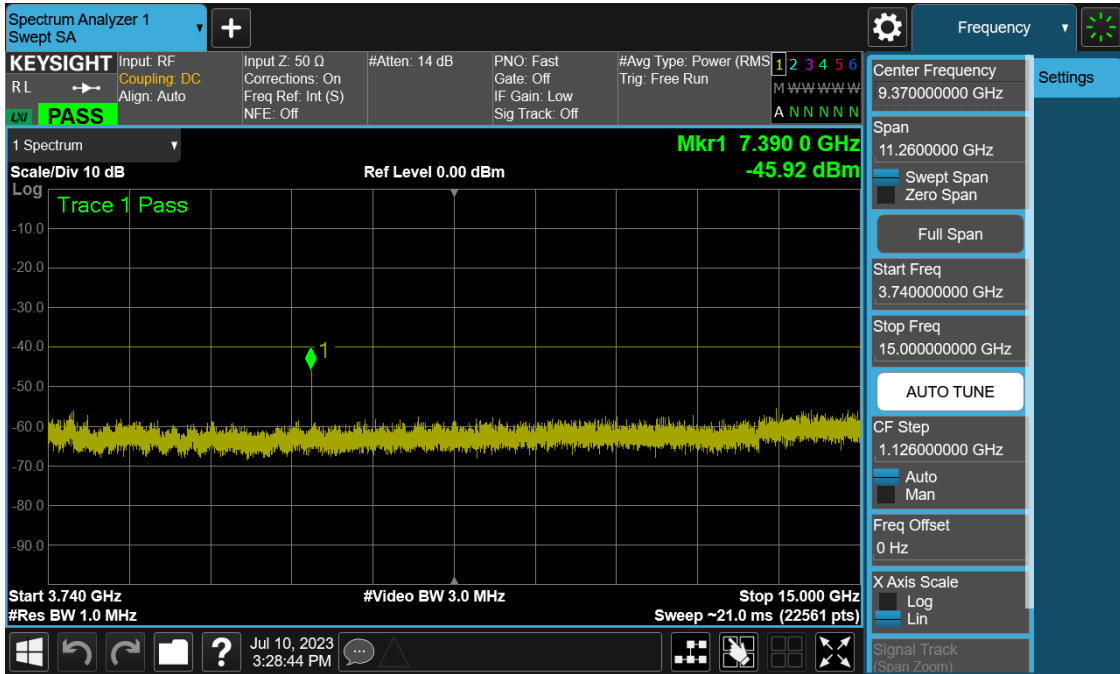 Spectrum Analyzer 1
Swept SA
+
Frequency
KEYSIGHT
R L
LXI PASS
Input: RF
Coupling: DC
Align: Auto
Input Z: 50 Ω
Corrections: On
Freq Ref: Int (S)
NFE: Off
#Atten: 14 dB
PNO: Fast
Gate: Off
IF Gain: Low
Sig Track: Off
#Avg Type: Power (RMS
Trig: Free Run
1 2 3 4 5 6
M W W W W W
A N N N N N
1 Spectrum
Scale/Div 10 dB
Log
Ref Level 0.00 dBm
Mkr1 7.390 0 GHz
-45.92 dBm
Trace 1 Pass
-10.0
-20.0
-30.0
-40.0
1
-50.0
-60.0
-70.0
-80.0
-90.0
Start 3.740 GHz
#Video BW 3.0 MHz
Stop 15.000 GHz
#Res BW 1.0 MHz
Sweep ~21.0 ms (22561 pts)
Center Frequency
9.370000000 GHz
Span
11.2600000 GHz
Swept Span
Zero Span
Full Span
Start Freq
3.740000000 GHz
Stop Freq
15.000000000 GHz
AUTO TUNE
CF Step
1.126000000 GHz
Auto
Man
Freq Offset
0 Hz
X Axis Scale
Log
Lin
Signal Track
(Span Zoom)
Settings
?
Jul 10, 2023
3:28:44 PM